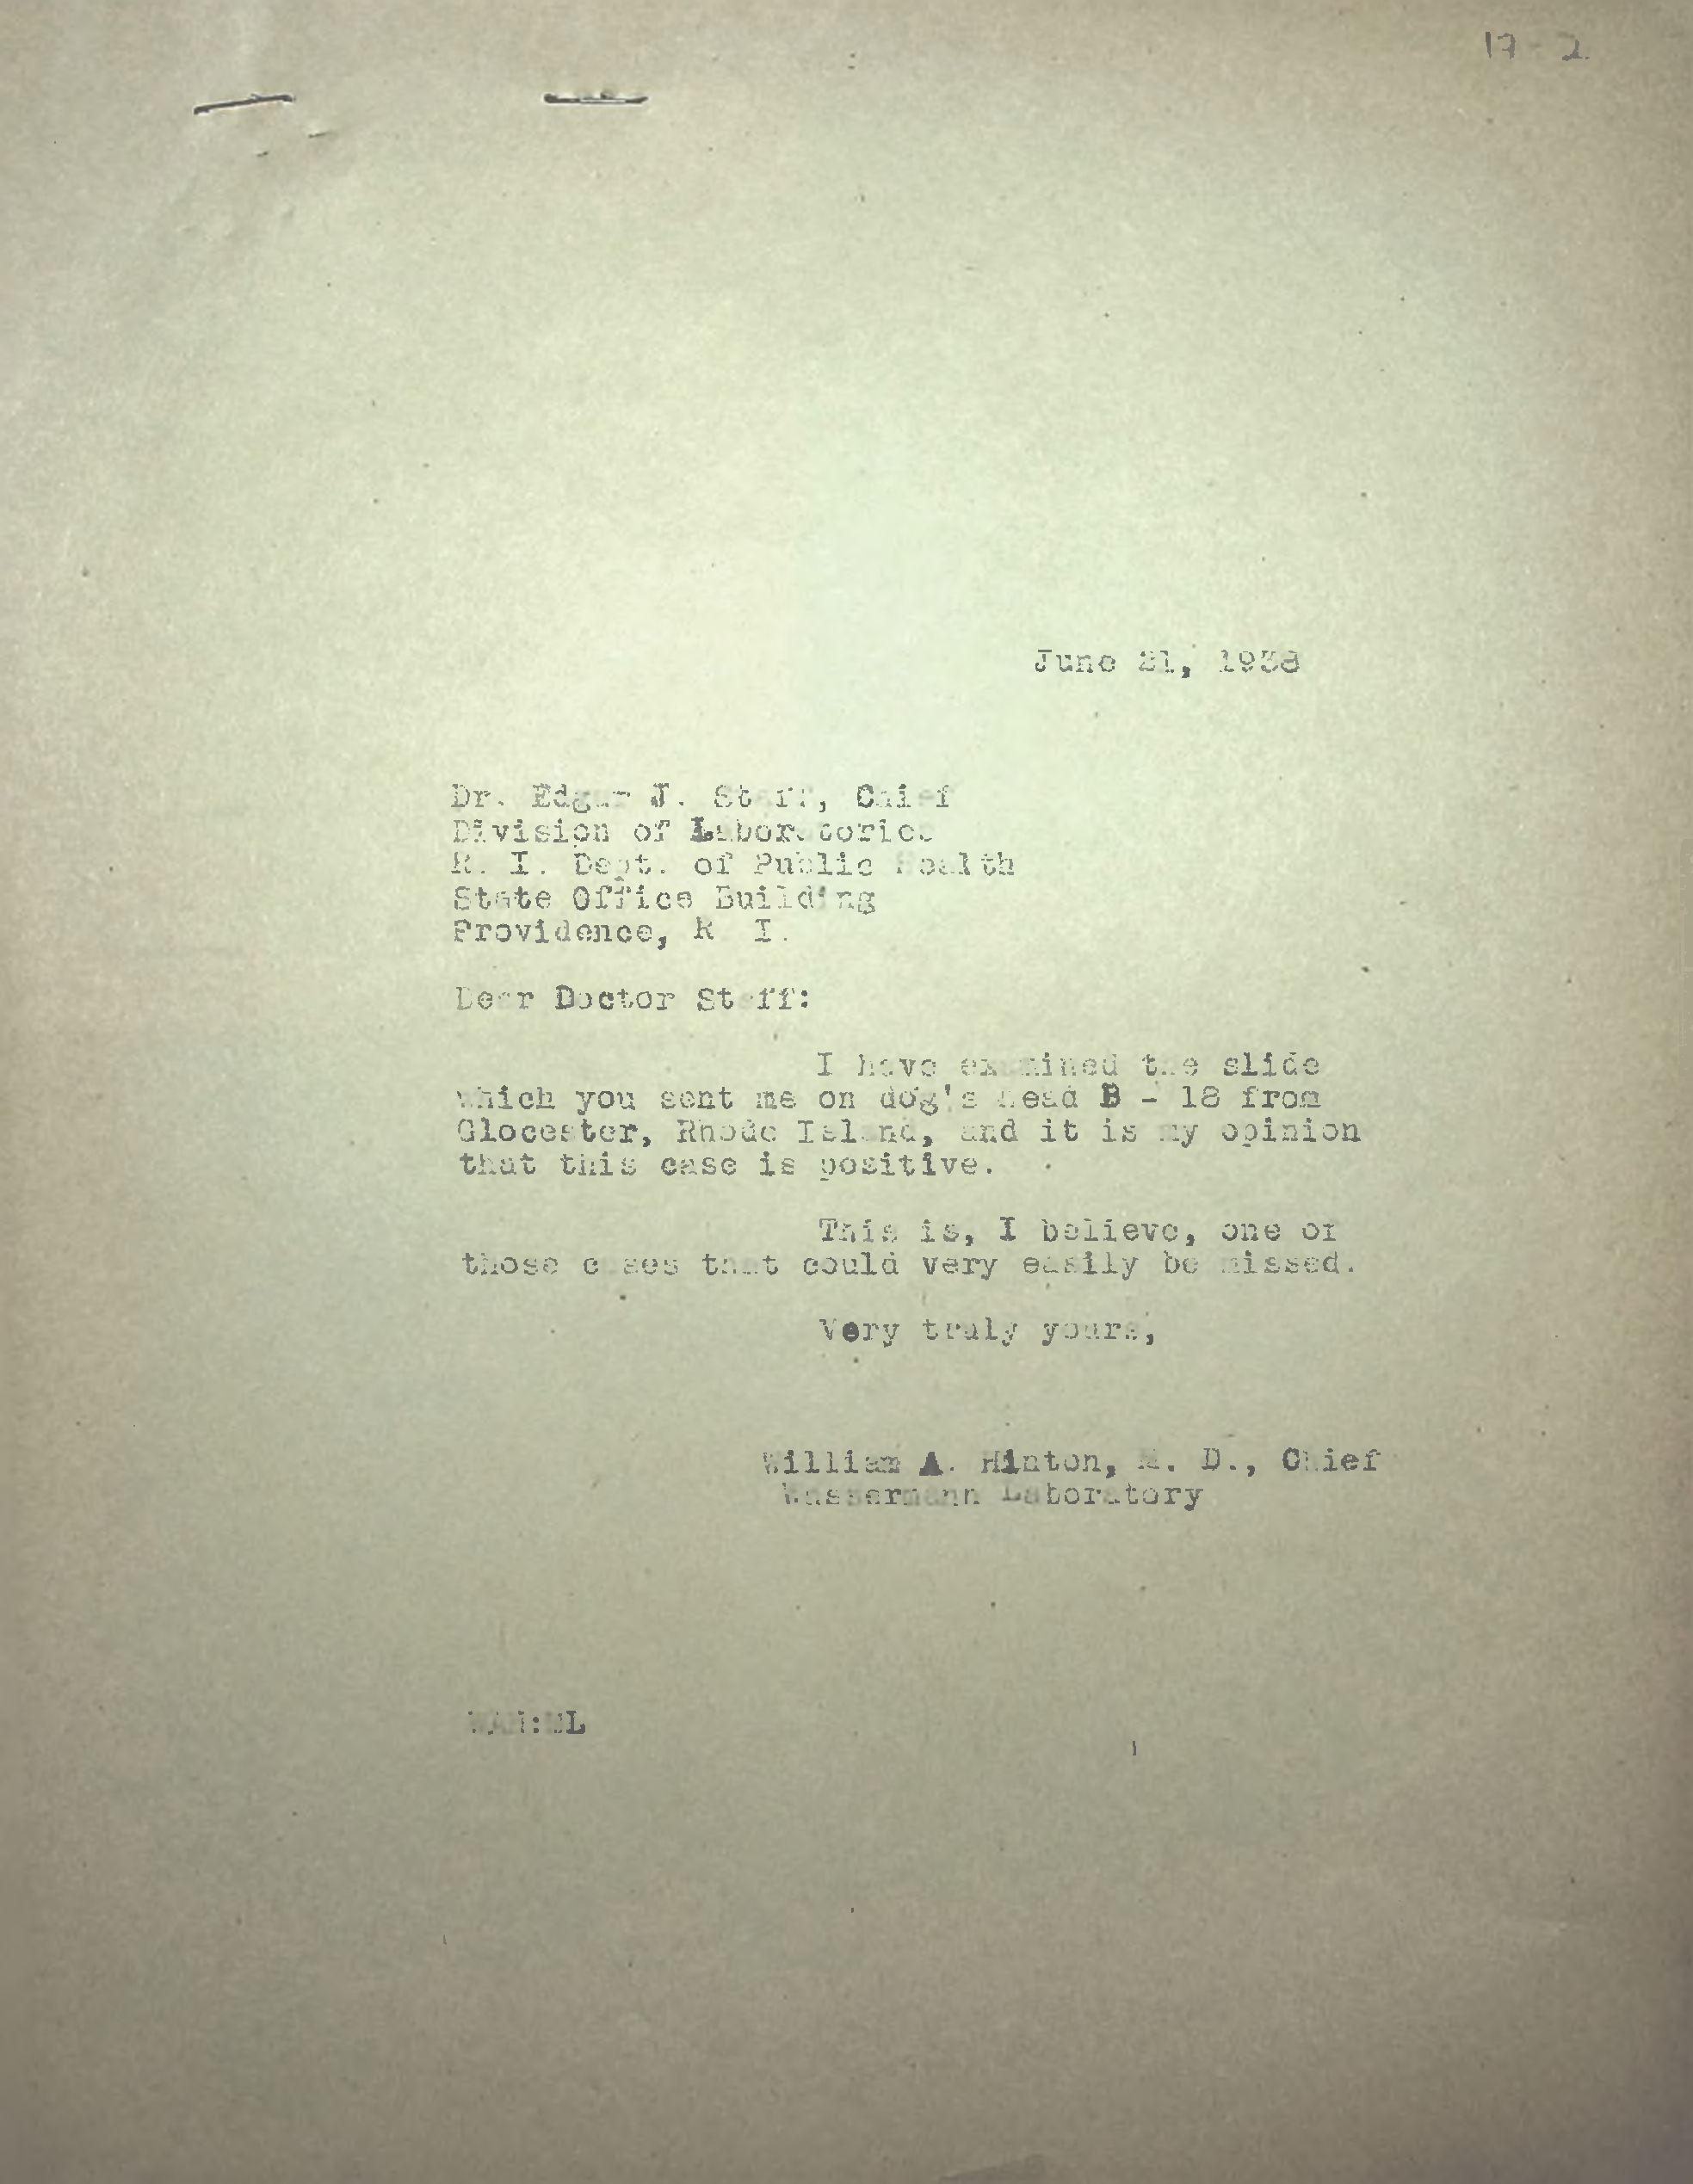 17-2
June 21, 1938
Dr. Edgar J. Staff, Chief
Division of Laboratories
R. I. Dept. of Public Health
State Office Building
Providence, R. I.
Dear Doctor Staff:
I have examined the slide
which you sent me on dog's head B - 18 from
Glocester, Rhode Island, and it is my opinion
that this case is positive.
This is, I believe, one of
those cases that could very easily be missed.
Very truly yours,
William A. Hinton, M. D., Chief
Wassermann Laboratory